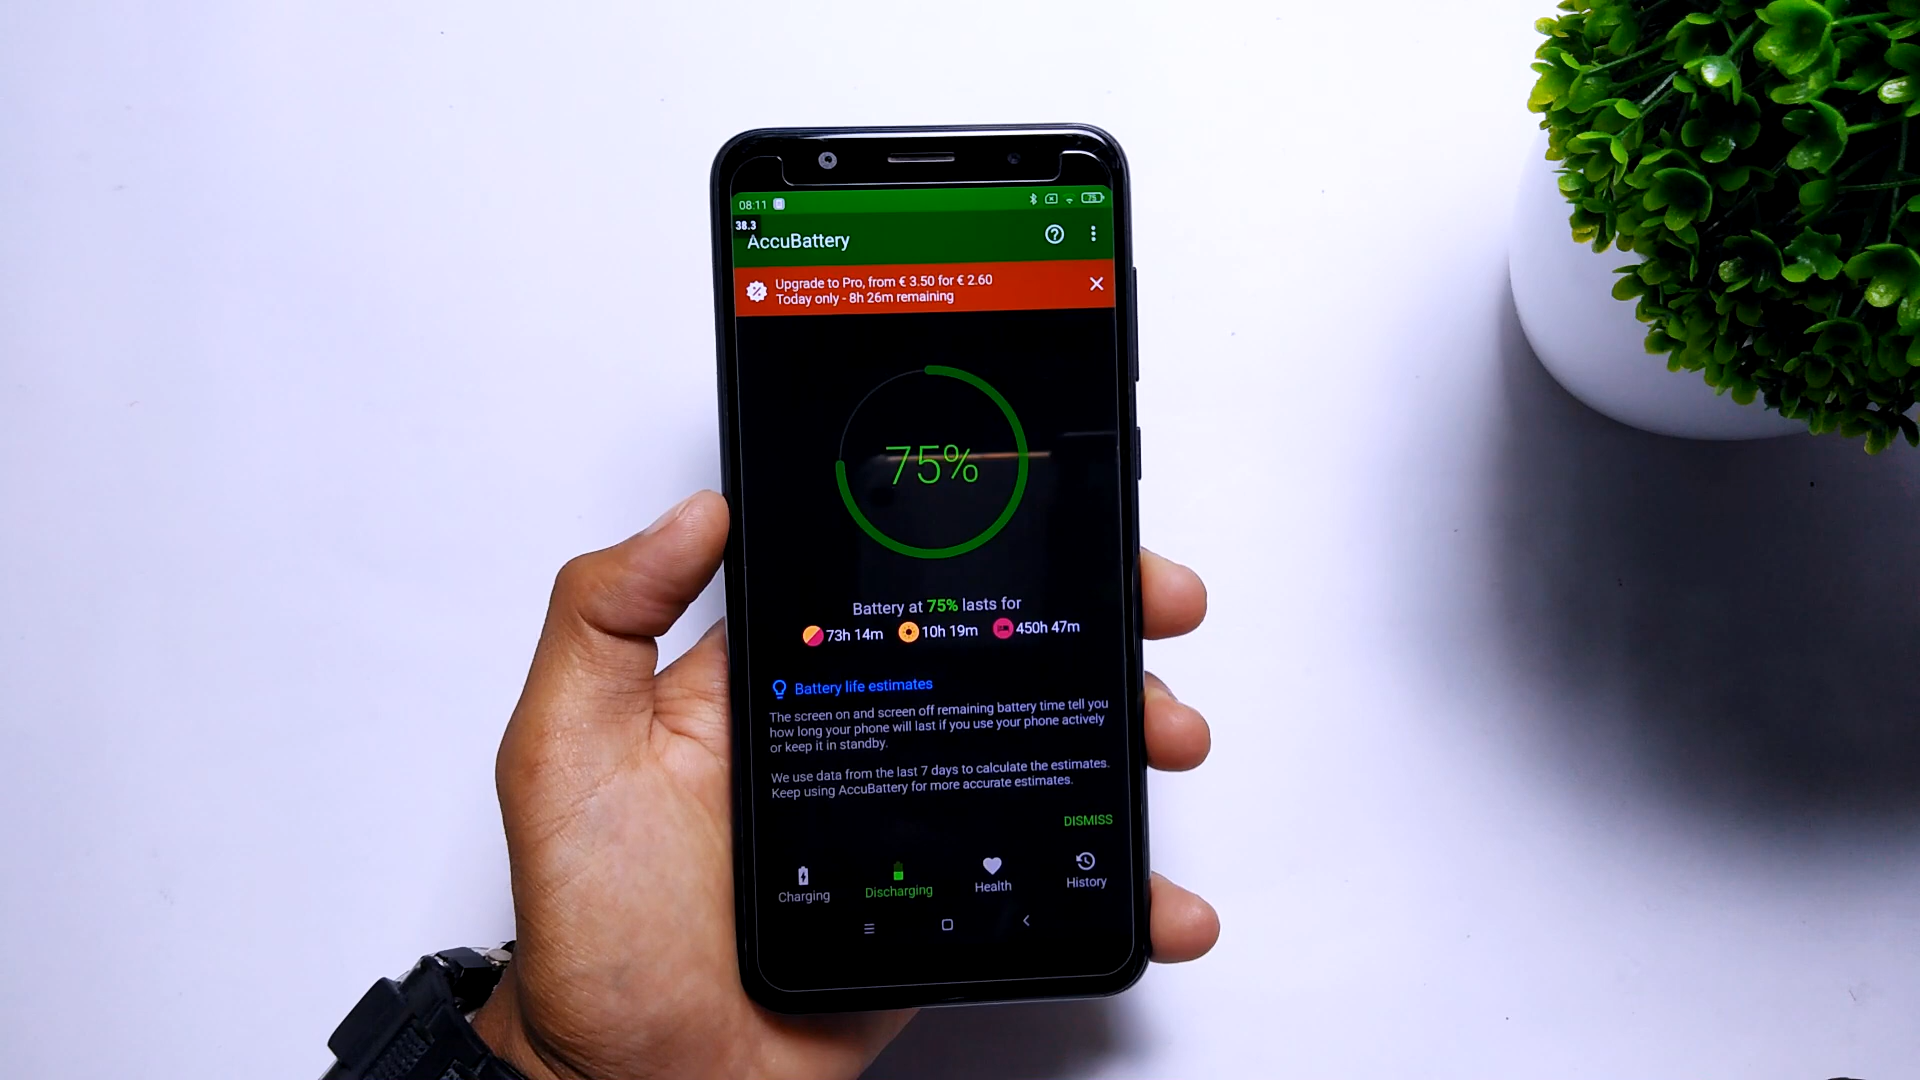 08:11
75
38.3
AccuBattery
Upgrade to Pro, from € 3.50 for € 2.60
Today only - 8h 26m remaining
75%
Battery at 75% lasts for
73h 14m 10h 19m 450h 47m
Battery life estimates
The screen on and screen off remaining battery time tell you
how long your phone will last if you use your phone actively
or keep it in standby.
We use data from the last 7 days to calculate the estimates.
Keep using AccuBattery for more accurate estimates.
DISMISS
Charging Discharging Health History